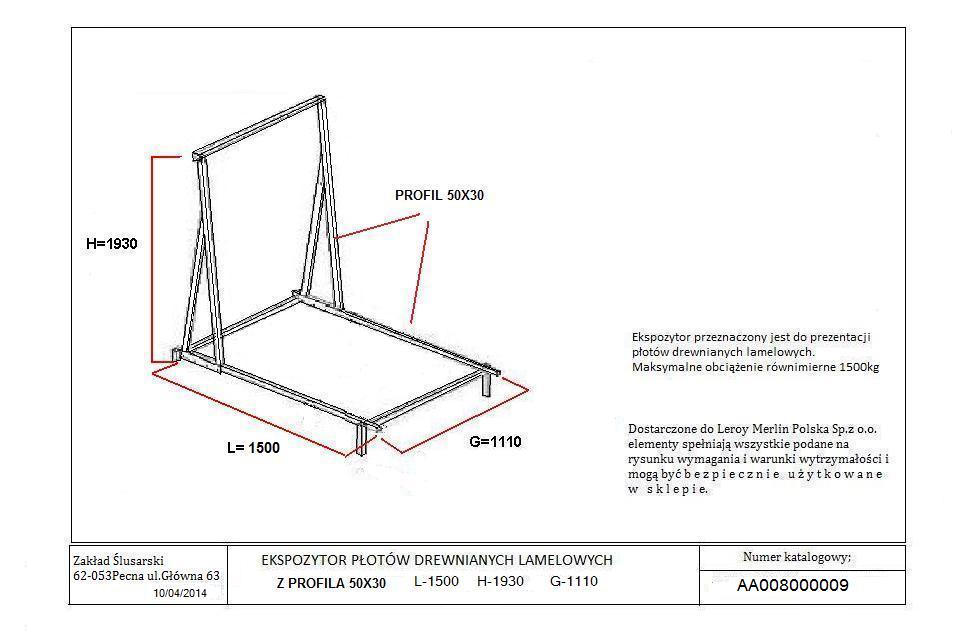 PROFIL 50X30
H=1930
L= 1500
G=1110
Ekspozytor przeznaczony jest do prezentacji
płotów drewnianych lamelowych.
Maksymalne obciążenie równimierne 1500kg
Dostarczone do Leroy Merlin Polska Sp.z o.o.
elementy spełniają wszystkie podane na
rysunku wymagania i warunki wytrzymałości i
mogą być b e z p i e c z n i e u ż y t k o w a n e
w s k l e p i e.
Zakład Ślusarski
62-053Pecna ul.Główna 63
10/04/2014
EKSPOZYTOR PŁOTÓW DREWNIANYCH LAMELOWYCH
Z PROFILA 50X30 L-1500 H-1930 G-1110
Numer katalogowy;
AA008000009